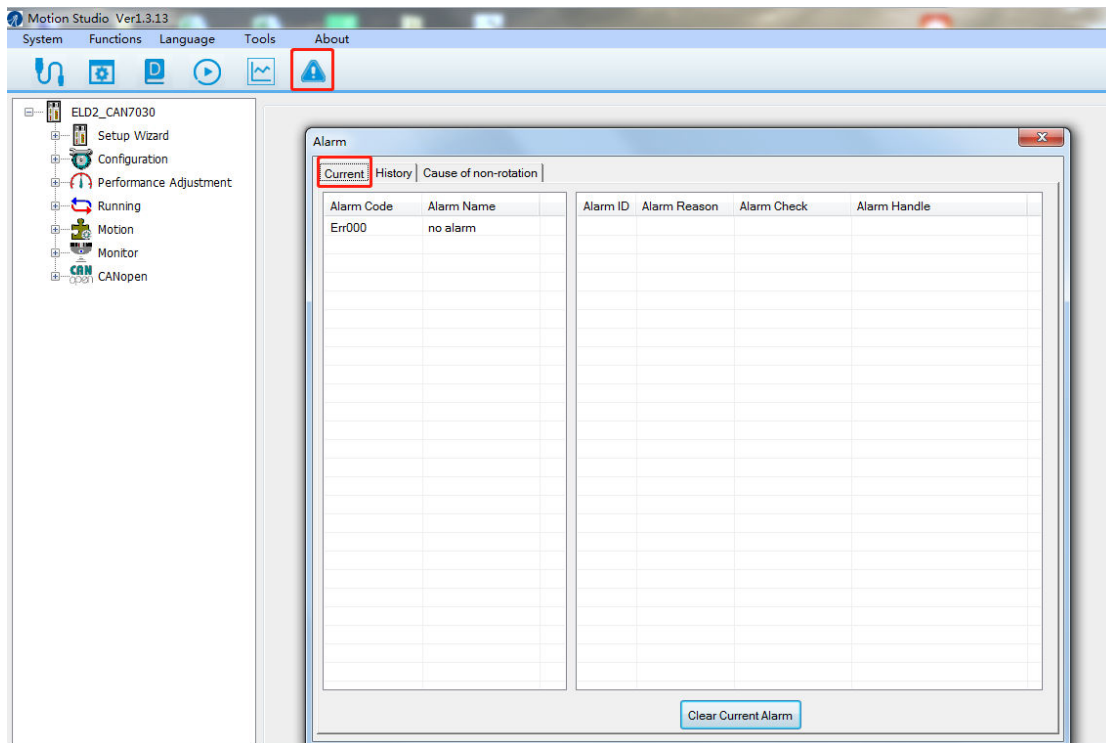 Motion Studio Ver1.3.13
System Functions Language Tools About
D
ELD2_CAN7030
Setup Wizard
Configuration
Performance Adjustment
Running
Motion
Monitor
CAN open CANopen
Alarm
Current History Cause of non-rotation
Alarm Code Alarm Name Alarm ID Alarm Reason Alarm Check Alarm Handle
Err000 no alarm
Clear Current Alarm